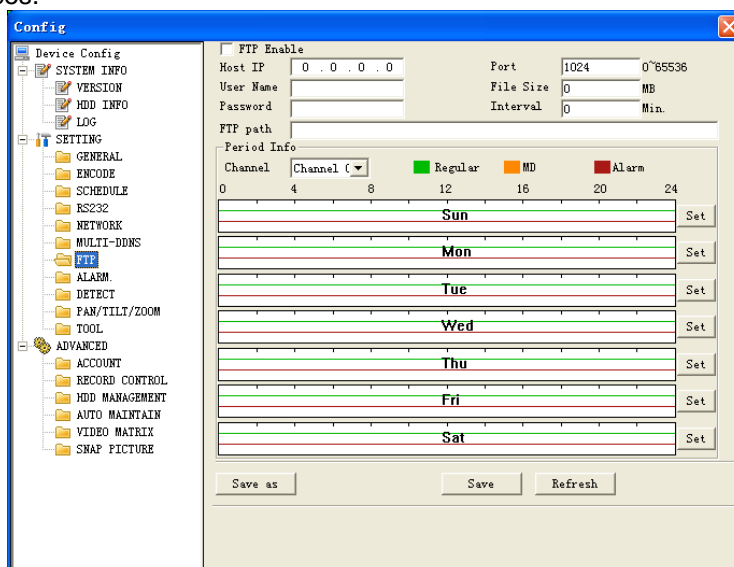 Config
Device Config
SYSTEM INFO
VERSION
HDD INFO
LOG
SETTING
GENERAL
ENCODE
SCHEDULE
RS232
NETWORK
MULTI-DDNS
FTP
ALARM.
DETECT
PAN/TILT/ZOOM
TOOL
ADVANCED
ACCOUNT
RECORD CONTROL
HDD MANAGEMENT
AUTO MAINTAIN
VIDEO MATRIX
SNAP PICTURE
FTP Enable
Host IP 0 . 0 . 0 . 0 Port 1024 0~65536
User Name File Size 0 MB
Password Interval 0 Min.
FTP path
Period Info
Channel Channel Regular MD Alarm
0 4 8 12 16 20 24
Sun Set
Mon Set
Tue Set
Wed Set
Thu Set
Fri Set
Sat Set
Save as Save Refresh